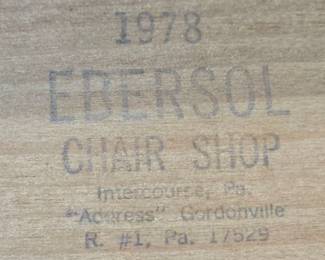 1978
EBERSOL
CHAIR SHOP
Intercourse, Pa.
"Address" Gordonville
R. #1, Pa. 17529